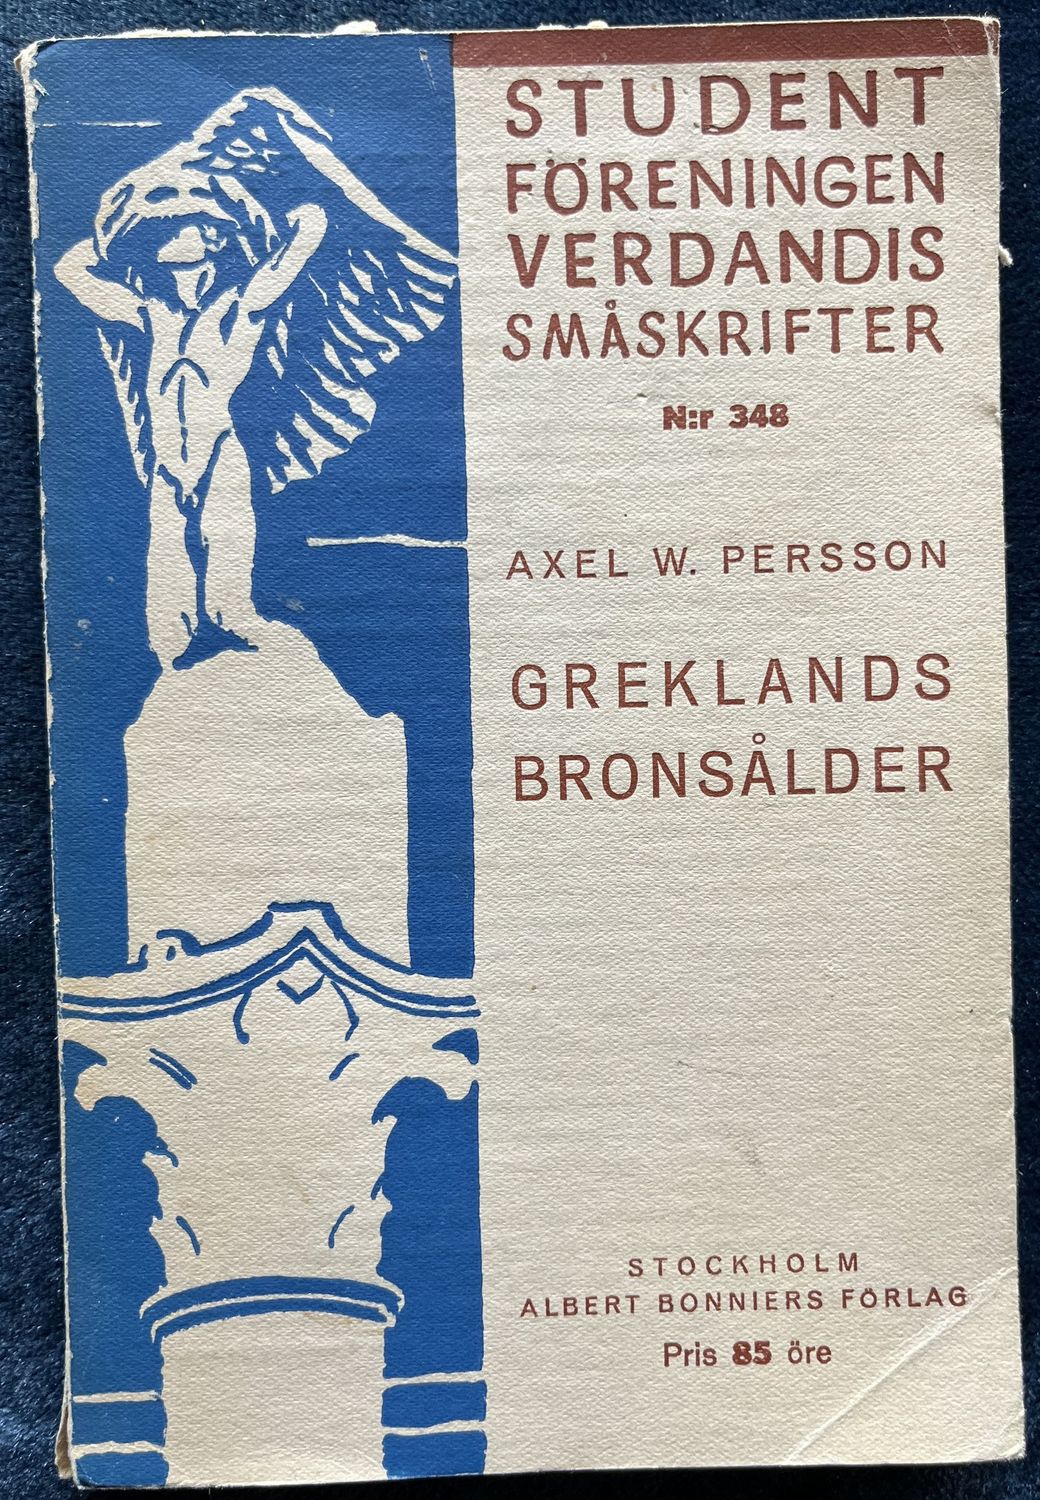 STUDENT
FÖRENINGEN
VERDANDIS
SMÅSKRIFTER
N:r 348
AXEL W. PERSSON
GREKLANDS
BRONSÅLDER
STOCKHOLM
ALBERT BONNIERS FÖRLAG
Pris 85 öre